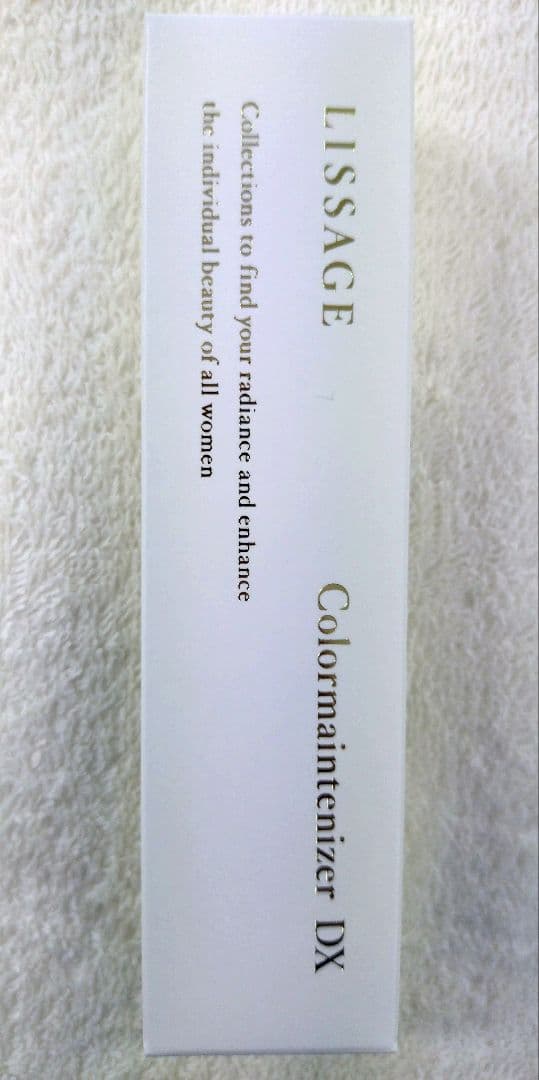 LISSAGE Colormaintenizer DX
Collections to find your radiance and enhance
the individual beauty of all women